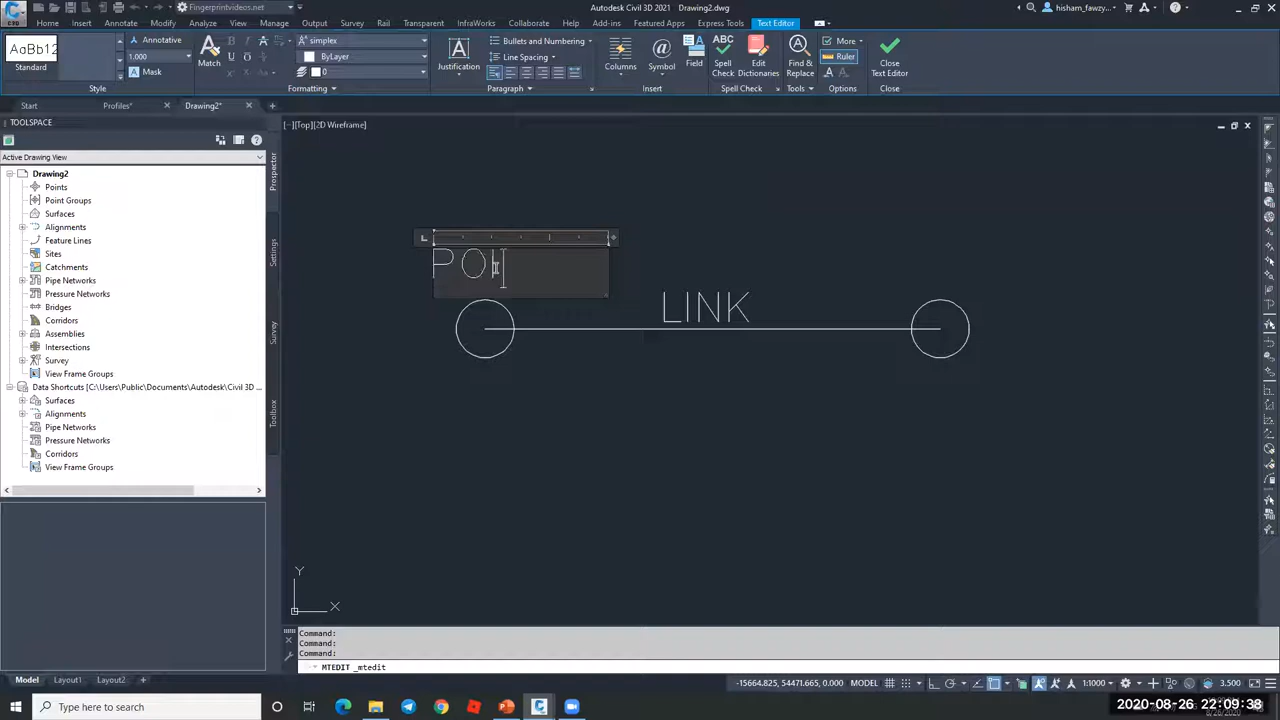 Fingerprintvideos.net
Autodesk Civil 3D 2021 Drawing2.dwg
hisham_fawzy...
C3D
Home
Insert
Annotate
Modify
Analyze
View
Manage
Output
Survey
Rail
Transparent
InfraWorks
Collaborate
Help
Add-ins
Featured Apps
Express Tools
Text Editor
AaBb12
Standard
Annotative
1.000
Mask
Style
Match
simplex
ByLayer
0
Formatting
Justification
Bullets and Numbering
Line Spacing
Paragraph
Columns
Symbol
Field
Insert
Spell Check
Edit Dictionaries
Spell Check
Find & Replace
Tools
More
Ruler
Options
Close Text Editor
Close
Start
Profiles*
Drawing2*
TOOLSPACE
Active Drawing View
Drawing2
Points
Point Groups
Surfaces
Alignments
Feature Lines
Sites
Catchments
Pipe Networks
Pressure Networks
Bridges
Corridors
Assemblies
Intersections
Survey
View Frame Groups
Data Shortcuts [C:\Users\Public\Documents\Autodesk\Civil 3D ...
Surfaces
Alignments
Pipe Networks
Pressure Networks
Corridors
View Frame Groups
Prospector
Settings
Survey
Toolbox
[−][Top][2D Wireframe]
PO
LINK
Y
X
Command:
Command:
Command:
MTEDIT _mtedit
Model
Layout1
Layout2
-15664.825, 54471.665, 0.000
MODEL
1:1000
3.500
Type here to search
2020-08-26 22:09:38